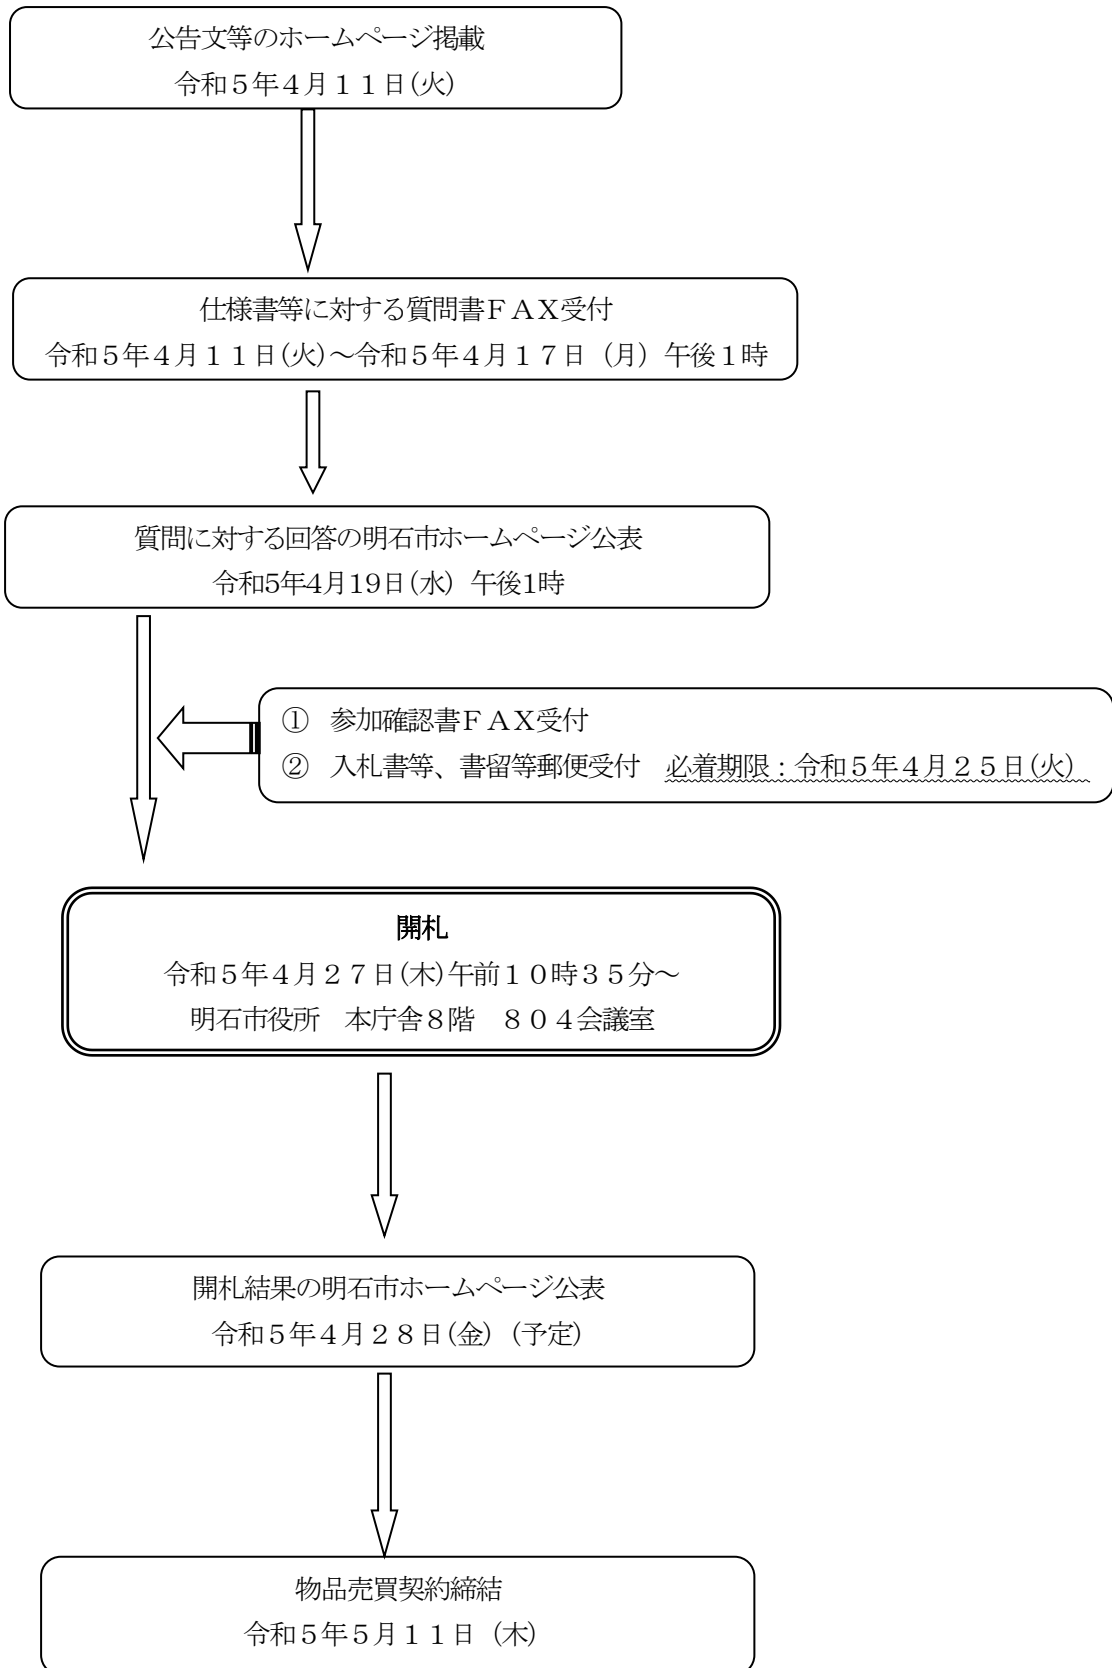 公告文等のホームページ掲載
令和５年４月１１日(火)
仕様書等に対する質問書ＦＡＸ受付
令和５年４月１１日(火)～令和５年４月１７日（月）午後１時
質問に対する回答の明石市ホームページ公表
令和5年4月19日(水) 午後1時
① 参加確認書ＦＡＸ受付
② 入札書等、書留等郵便受付　必着期限：令和５年４月２５日(火)
開札
令和５年４月２７日(木)午前１０時３５分～
明石市役所　本庁舎８階　８０４会議室
開札結果の明石市ホームページ公表
令和５年４月２８日(金)（予定）
物品売買契約締結
令和５年５月１１日（木）